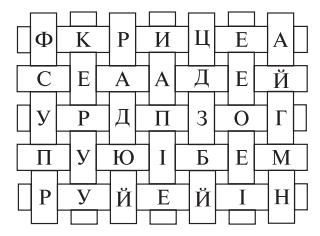 Ф К Р И Ц Е А
С Е А А Д Е Й
У Р Д П З О Г
П У Ю І Б Е М
Р У Й Е Й І Н